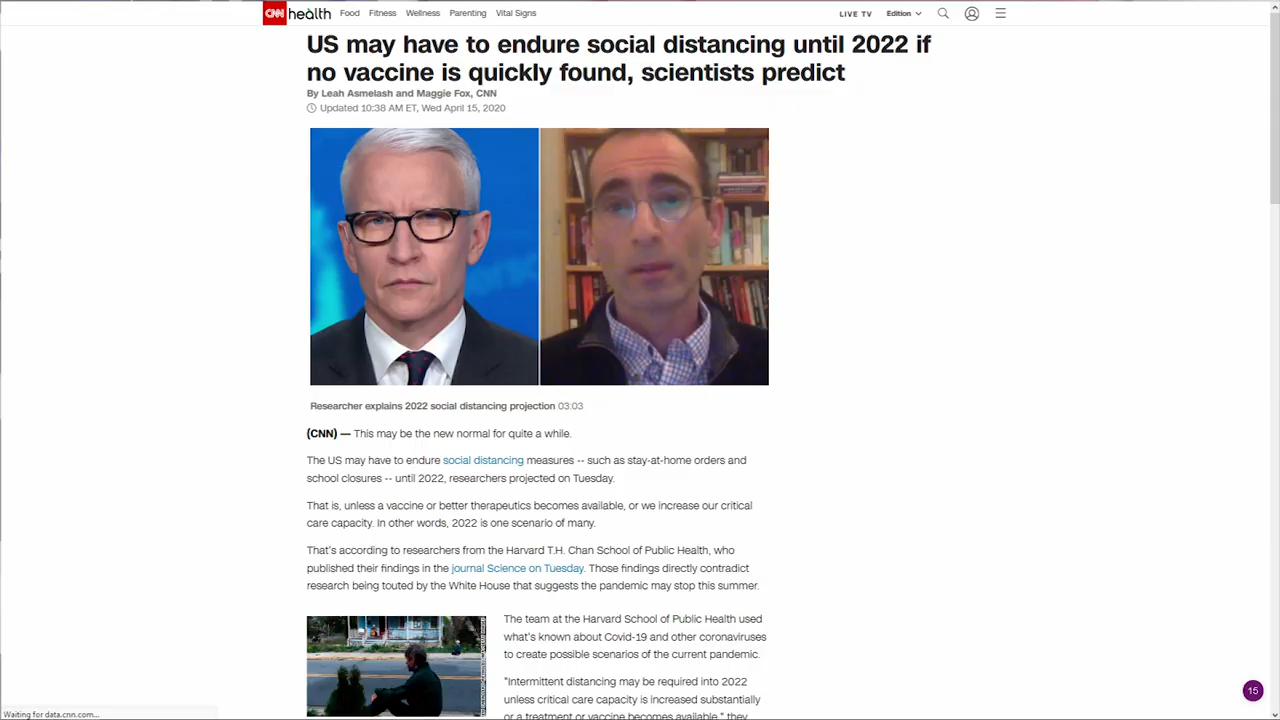 CNN health Food Fitness Wellness Parenting Vital Signs LIVE TV Edition
US may have to endure social distancing until 2022 if
no vaccine is quickly found, scientists predict
By Leah Asmelash and Maggie Fox, CNN
Updated 10:38 AM ET, Wed April 15, 2020
Researcher explains 2022 social distancing projection 03:03
(CNN) — This may be the new normal for quite a while.
The US may have to endure social distancing measures -- such as stay-at-home orders and
school closures -- until 2022, researchers projected on Tuesday.
That is, unless a vaccine or better therapeutics becomes available, or we increase our critical
care capacity. In other words, 2022 is one scenario of many.
That's according to researchers from the Harvard T.H. Chan School of Public Health, who
published their findings in the journal Science on Tuesday. Those findings directly contradict
research being touted by the White House that suggests the pandemic may stop this summer.
The team at the Harvard School of Public Health used
what's known about Covid-19 and other coronaviruses
to create possible scenarios of the current pandemic.
"Intermittent distancing may be required into 2022
unless critical care capacity is increased substantially
or a treatment or vaccine becomes available," they
15
Waiting for data.cnn.com...